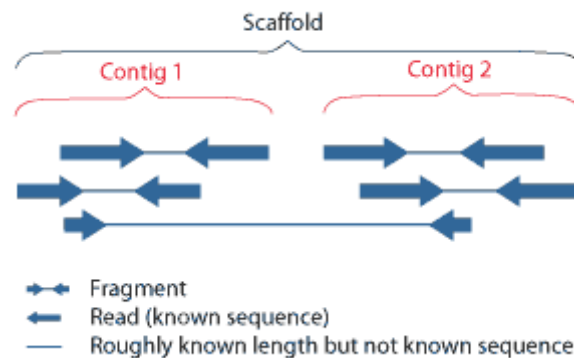 Scaffold
Contig 1
Contig 2
Fragment
Read (known sequence)
Roughly known length but not known sequence